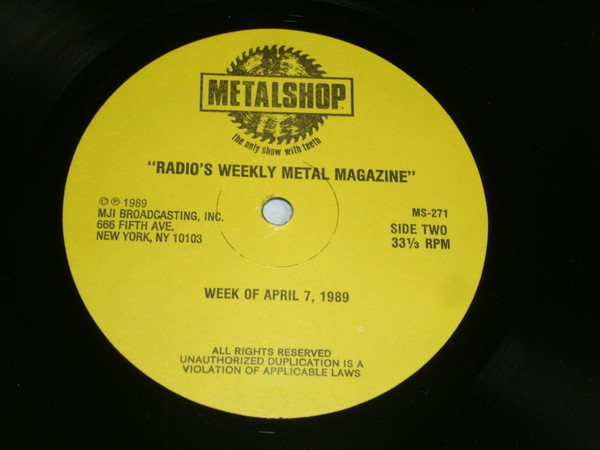 METALSHOP
the only show with teeth
"RADIO'S WEEKLY METAL MAGAZINE"
© ℗ 1989
MJI BROADCASTING, INC.
666 FIFTH AVE.
NEW YORK, NY 10103
MS-271
SIDE TWO
33⅓ RPM
WEEK OF APRIL 7, 1989
ALL RIGHTS RESERVED
UNAUTHORIZED DUPLICATION IS A
VIOLATION OF APPLICABLE LAWS